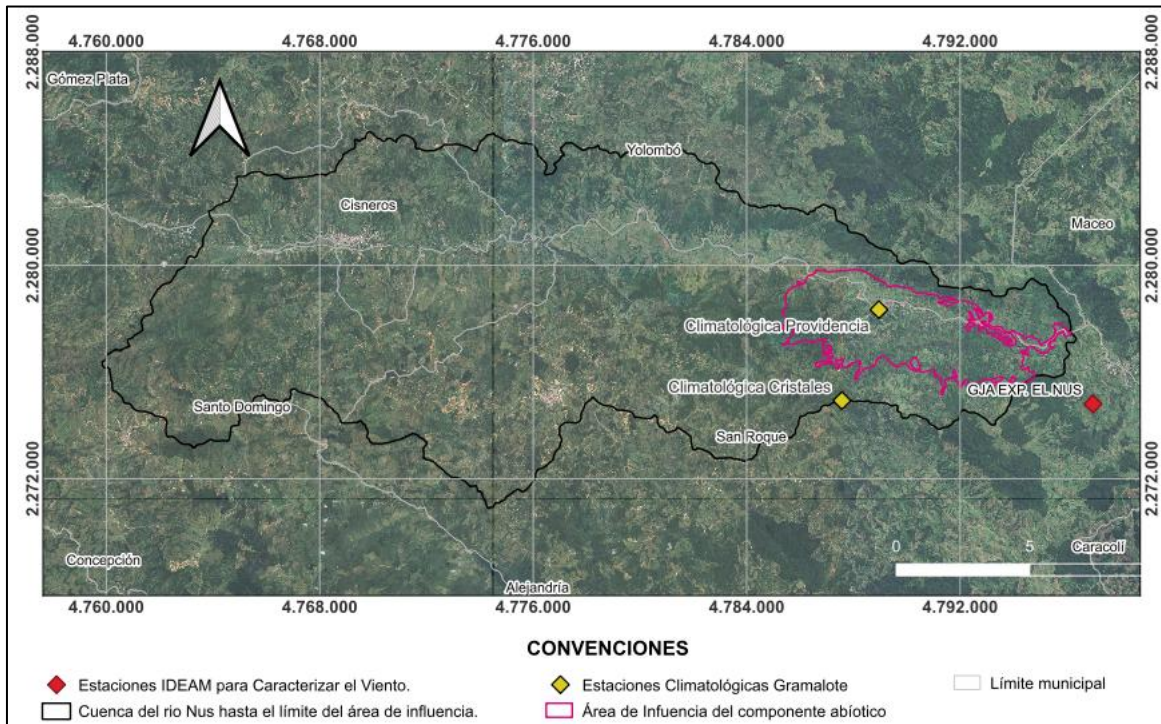 4.760.000 4.768.000 4.776.000 4.784.000 4.792.000
2.288.000 2.288.000
Gómez Plata
Yolombó
Cisneros
Maceo
2.280.000 2.280.000
Climatológica Providencia
Climatológica Cristales
GJA EXP. EL NUS
Santo Domingo
San Roque
2.272.000 2.272.000
0 5
Concepción
Caracolí
Alejandría
4.760.000 4.768.000 4.776.000 4.784.000 4.792.000
CONVENCIONES
Estaciones IDEAM para Caracterizar el Viento. Estaciones Climatológicas Gramalote Límite municipal
Cuenca del rio Nus hasta el límite del área de influencia. Área de Infuencia del componente abíotico